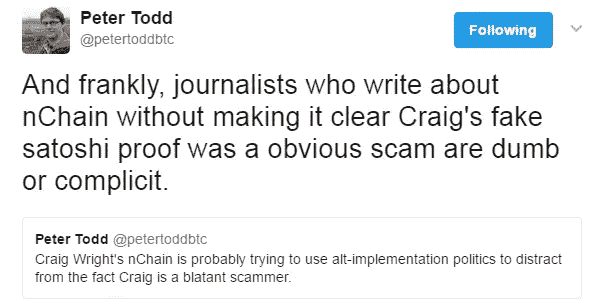 Peter Todd
@petertoddbtc
Following
And frankly, journalists who write about
nChain without making it clear Craig's fake
satoshi proof was a obvious scam are dumb
or complicit.
Peter Todd @petertoddbtc
Craig Wright's nChain is probably trying to use alt-implementation politics to distract
from the fact Craig is a blatant scammer.